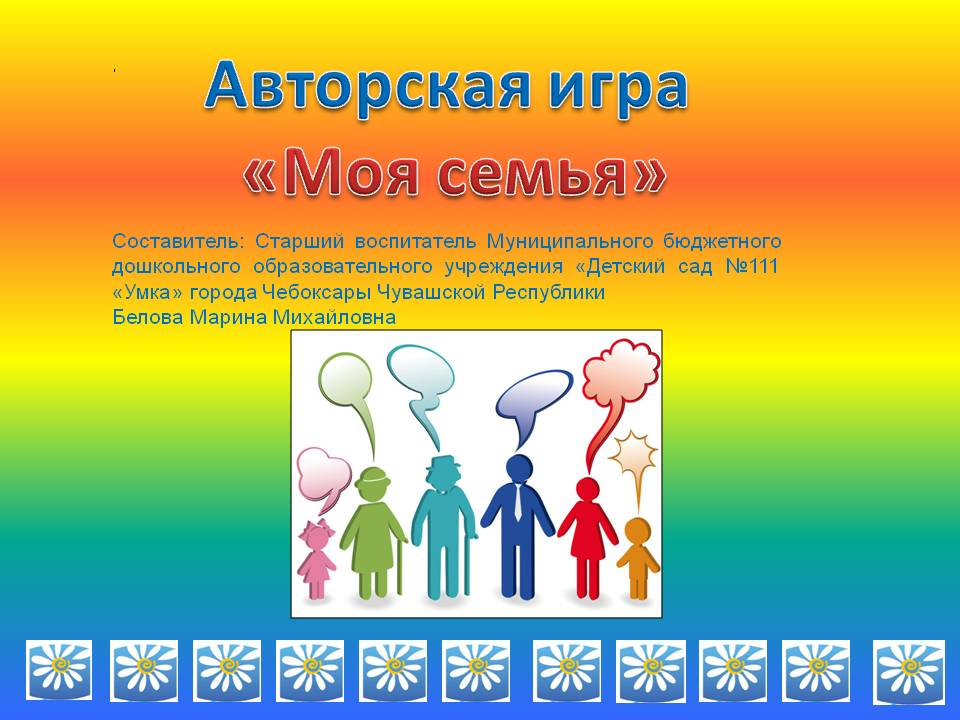 Авторская игра
«Моя семья»
Составитель: Старший воспитатель Муниципального бюджетного
дошкольного образовательного учреждения «Детский сад №111
«Умка» города Чебоксары Чувашской Республики
Белова Марина Михайловна